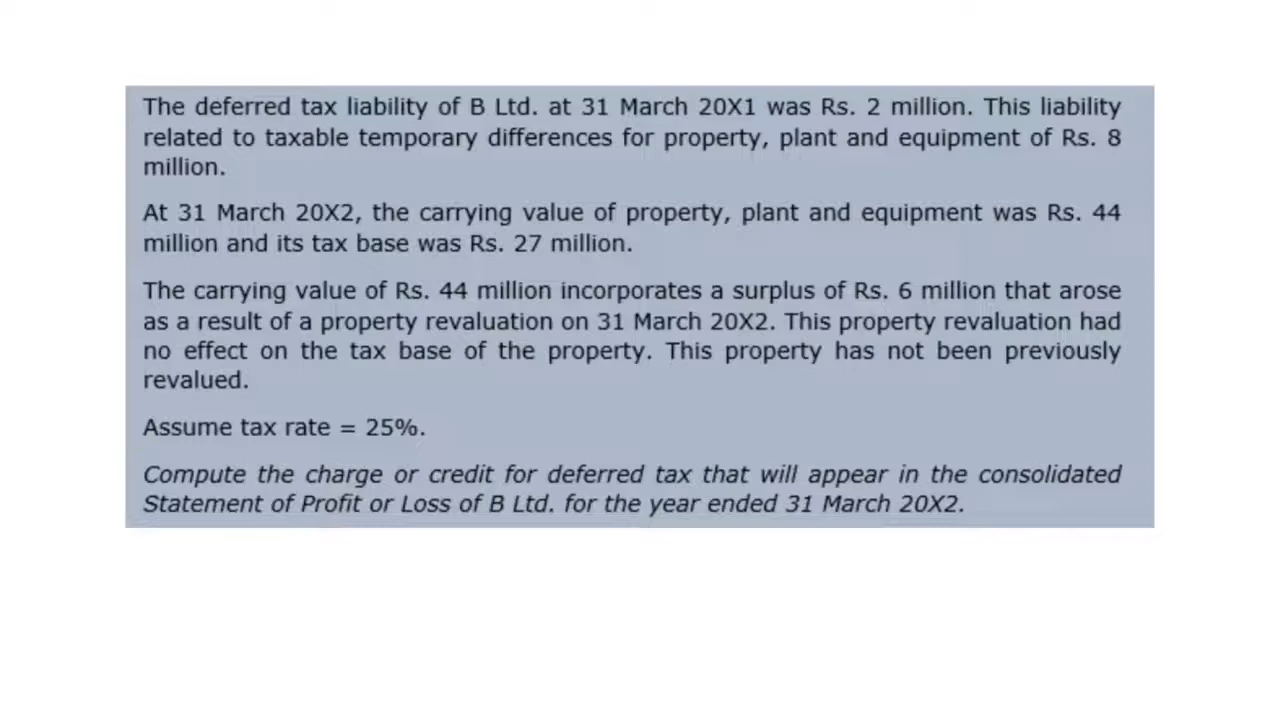 The deferred tax liability of B Ltd. at 31 March 20X1 was Rs. 2 million. This liability
related to taxable temporary differences for property, plant and equipment of Rs. 8
million.
At 31 March 20X2, the carrying value of property, plant and equipment was Rs. 44
million and its tax base was Rs. 27 million.
The carrying value of Rs. 44 million incorporates a surplus of Rs. 6 million that arose
as a result of a property revaluation on 31 March 20X2. This property revaluation had
no effect on the tax base of the property. This property has not been previously
revalued.
Assume tax rate = 25%.
Compute the charge or credit for deferred tax that will appear in the consolidated
Statement of Profit or Loss of B Ltd. for the year ended 31 March 20X2.